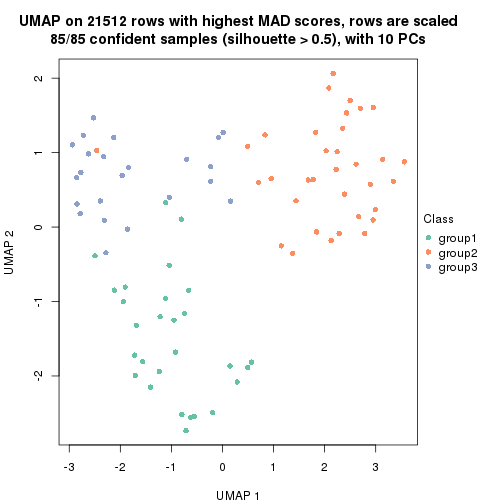 UMAP on 21512 rows with highest MAD scores, rows are scaled
85/85 confident samples (silhouette > 0.5), with 10 PCs
2
1
0
-1
-2
UMAP 2
-3
-2
-1
0
1
2
3
UMAP 1
Class
group1
group2
group3